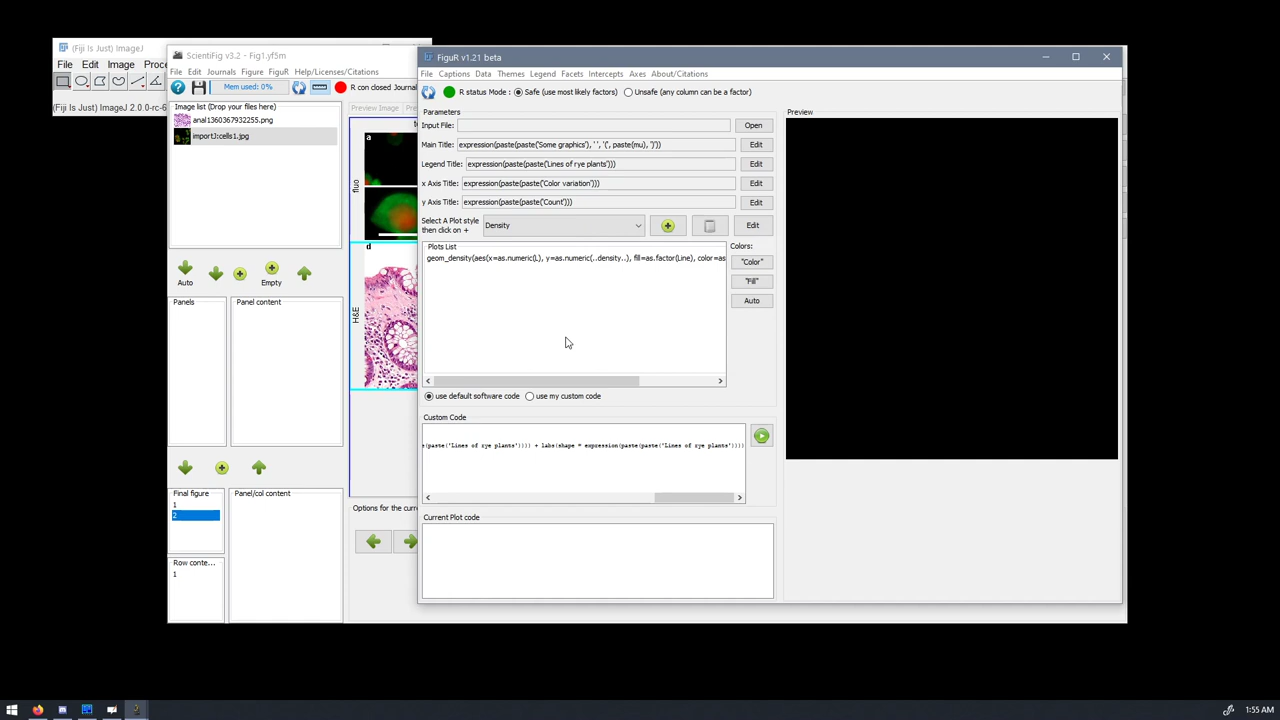 (Fiji Is Just) ImageJ
File Edit Image Proce
(Fiji Is Just) ImageJ 2.0.0-rc-6
ScientiFig v3.2 - Fig1.yf5m
File Edit Journals Figure FiguR Help/Licenses/Citations
Mem used: 0%
R con closed Journal
Image list (Drop your files here)
anal1360367932255.png
importJ:cells1.jpg
Auto
Empty
Panels
Panel content
Final figure
1
2
Panel/col content
Row conte...
1
Preview Image
a
fluo
d
H&E
Options for the curr
FiguR v1.21 beta
File Captions Data Themes Legend Facets Intercepts Axes About/Citations
R status Mode : Safe (use most likely factors) Unsafe (any column can be a factor)
Parameters
Input File: Open
Main Title: expression(paste(paste('Some graphics'), ' ', '(', paste(mu), ')')) Edit
Legend Title: expression(paste(paste('Lines of rye plants'))) Edit
x Axis Title: expression(paste(paste('Color variation'))) Edit
y Axis Title: expression(paste(paste('Count'))) Edit
Select A Plot style
then click on +
Density
Edit
Plots List
geom_density(aes(x=as.numeric(L), y=as.numeric(..density..), fill=as.factor(Line), color=as
Colors:
"Color"
"Fill"
Auto
use default software code use my custom code
Custom Code
(paste('Lines of rye plants')))) + labs(shape = expression(paste(paste('Lines of rye plants'))))
Current Plot code
Preview
1:55 AM